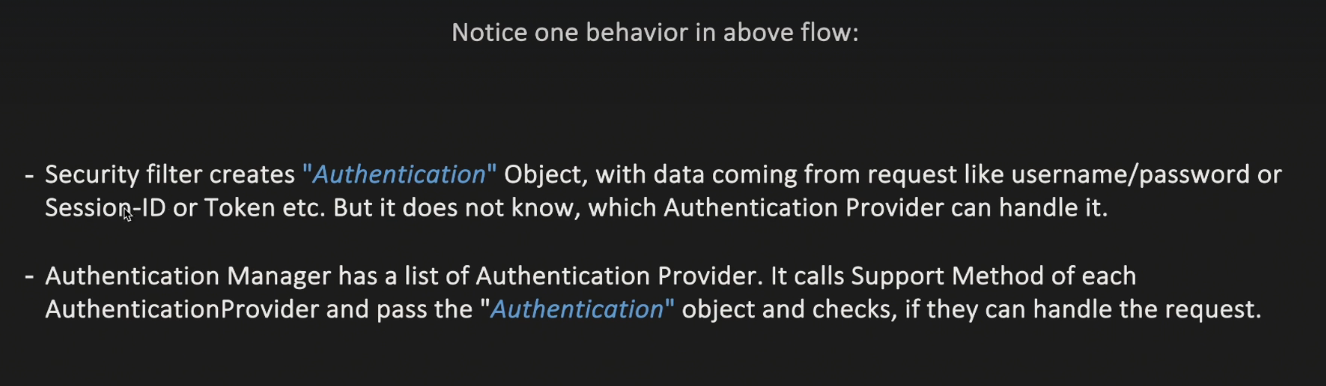 Notice one behavior in above flow:
- Security filter creates "Authentication" Object, with data coming from request like username/password or
Session-ID or Token etc. But it does not know, which Authentication Provider can handle it.
- Authentication Manager has a list of Authentication Provider. It calls Support Method of each
AuthenticationProvider and pass the "Authentication" object and checks, if they can handle the request.